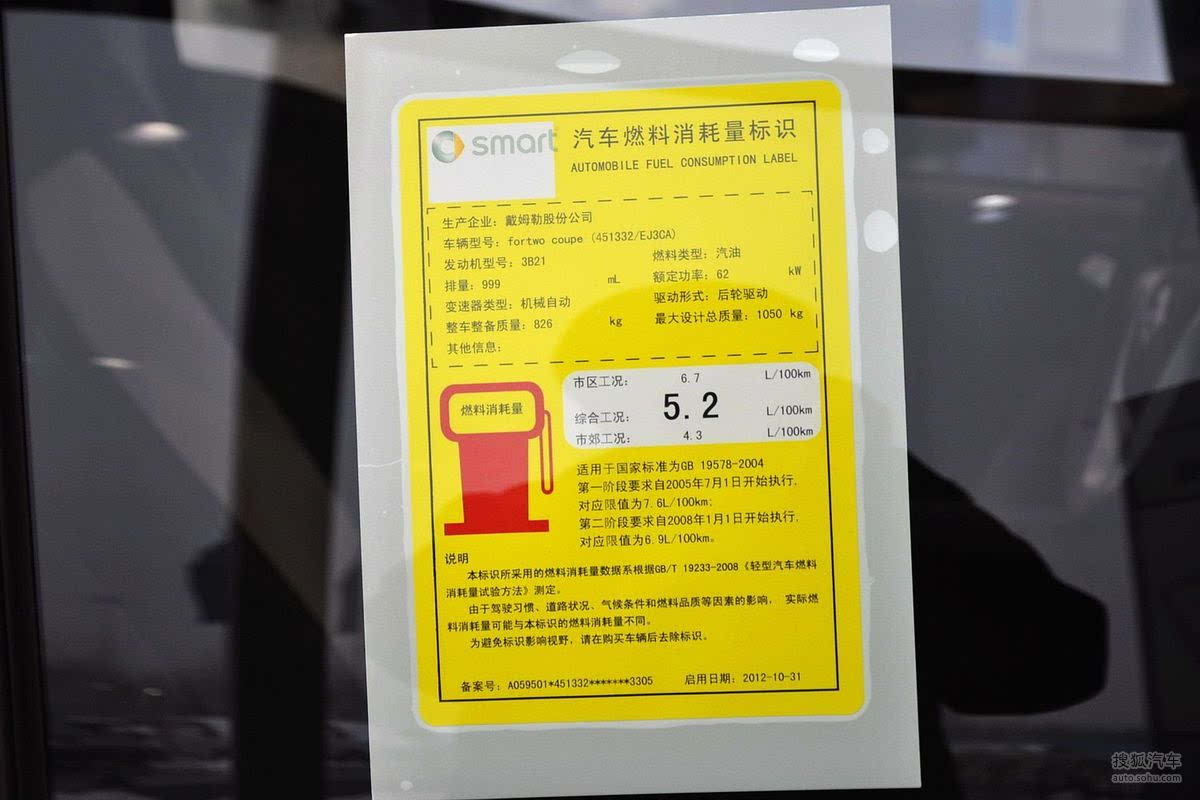 smart
汽车燃料消耗量标识
AUTOMOBILE FUEL CONSUMPTION LABEL
生产企业：戴姆勒股份公司
车辆型号：fortwo coupe (451332/EJ3CA)
发动机型号：3B21 燃料类型：汽油
排量：999 mL 额定功率：62 kW
变速器类型：机械自动 驱动形式：后轮驱动
整车整备质量：826 kg 最大设计总质量：1050 kg
其他信息：
燃料消耗量
市区工况： 6.7 L/100km
综合工况： 5.2 L/100km
市郊工况： 4.3 L/100km
适用于国家标准为GB 19578-2004
第一阶段要求自2005年7月1日开始执行，
对应限值为7.6L/100km；
第二阶段要求自2008年1月1日开始执行，
对应限值为6.9L/100km。
说明
本标识所采用的燃料消耗量数据系根据GB/T 19233-2008《轻型汽车燃料
消耗量试验方法》测定。
由于驾驶习惯、道路状况、气候条件和燃料品质等因素的影响， 实际燃
料消耗量可能与本标识的燃料消耗量不同。
为避免标识影响视野，请在购买车辆后去除标识。
备案号：A059501*451332*******3305 启用日期：2012-10-31
搜狐汽车
auto.sohu.com